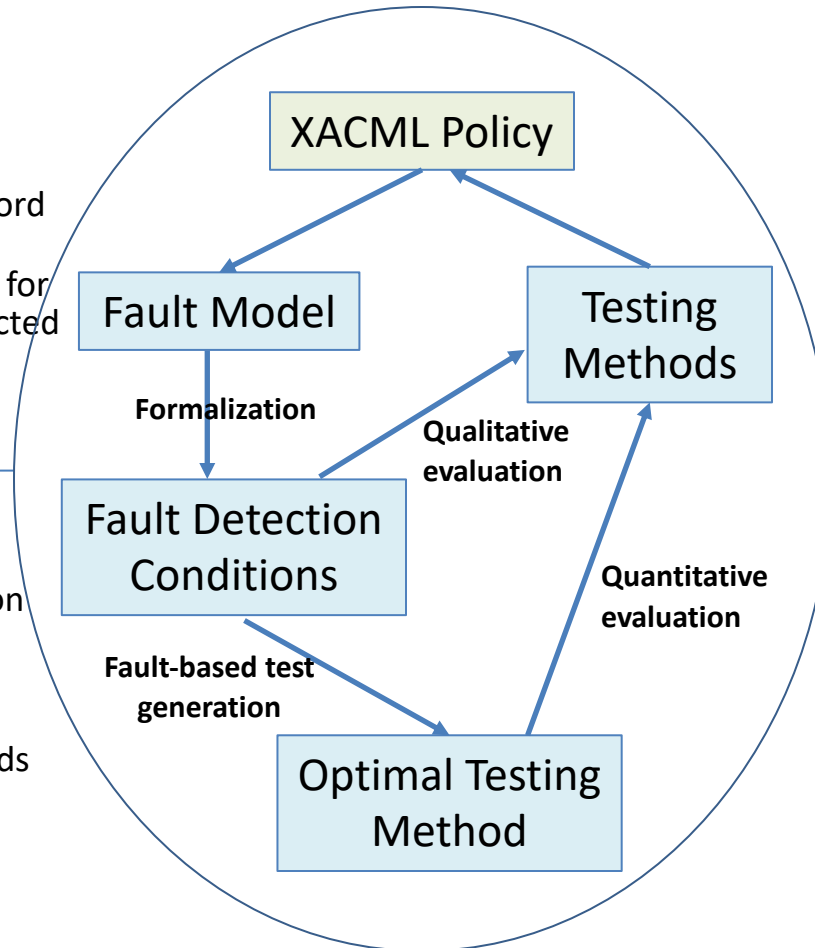 XACML Policy
for
Fault Model
Testing
Methods
Formalization
Qualitative
evaluation
Fault Detection
Conditions
Quantitative
evaluation
Fault-based test
generation
Optimal Testing
Method